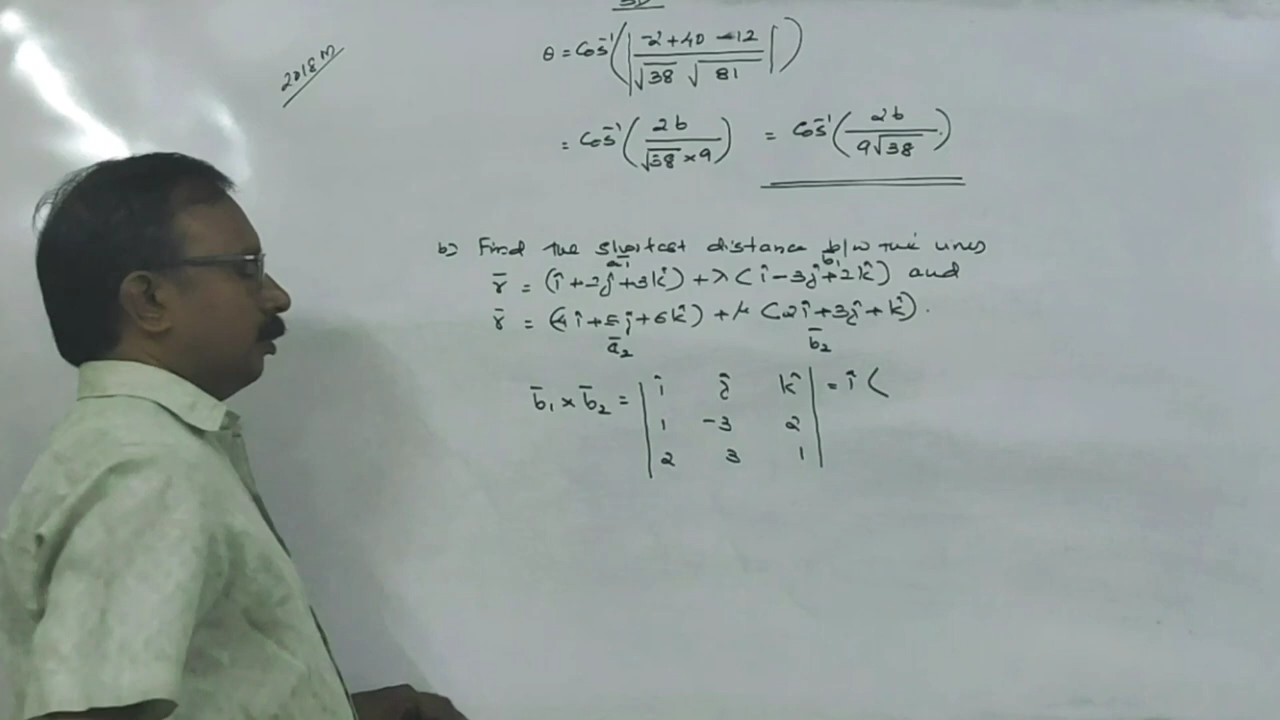 2018 M
θ = Cos⁻¹(|(-2+40-12)/(√38 √81)|)
= Cos⁻¹(26/(√38×9)) = Cos⁻¹(26/(9√38))
b) Find the shortest distance b/w the lines
r̄ = (î+2ĵ+3k̂) + λ(î-3ĵ+2k̂) and
ā₁ b̄₁
r̄ = (4î+5ĵ+6k̂) + μ(2î+3ĵ+k̂).
ā₂ b̄₂
b̄₁ × b̄₂ = | î ĵ k̂ | = î (
1 -3 2
2 3 1